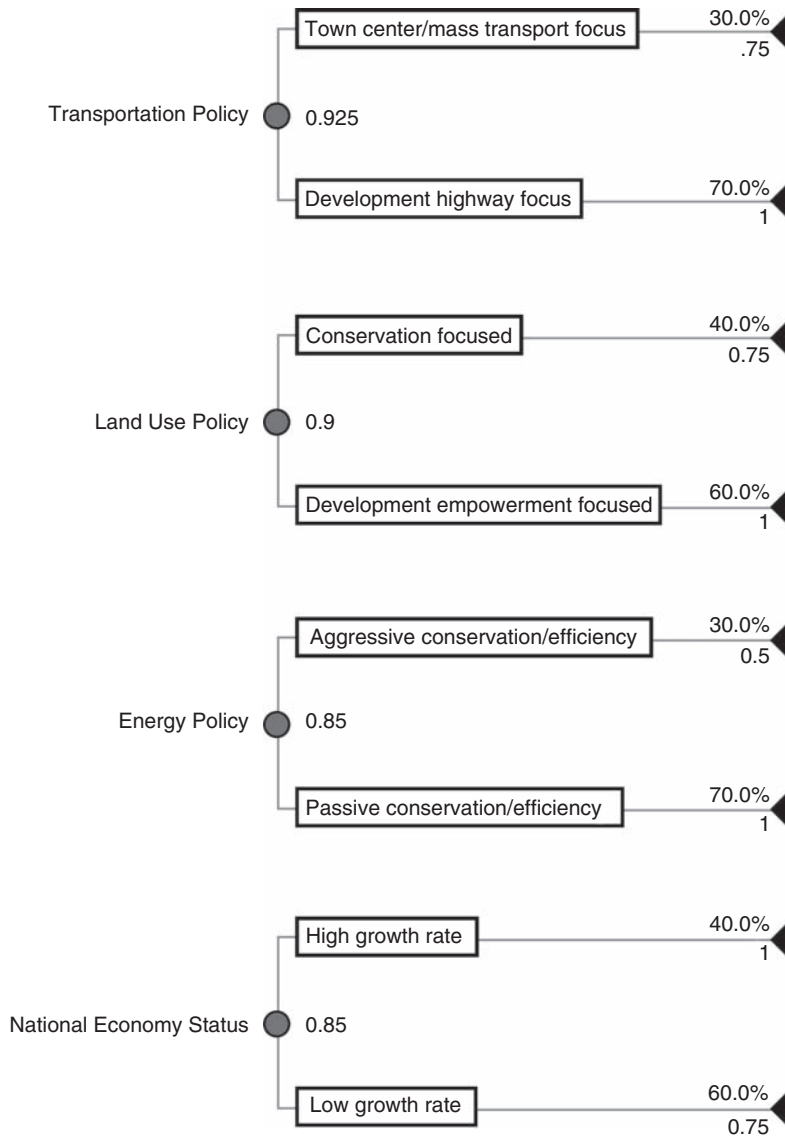 Town center/mass transport focus
30.0%
.75
Transportation Policy
0.925
Development highway focus
70.0%
1
Conservation focused
40.0%
0.75
Land Use Policy
0.9
Development empowerment focused
60.0%
1
Aggressive conservation/efficiency
30.0%
0.5
Energy Policy
0.85
Passive conservation/efficiency
70.0%
1
High growth rate
40.0%
1
National Economy Status
0.85
Low growth rate
60.0%
0.75